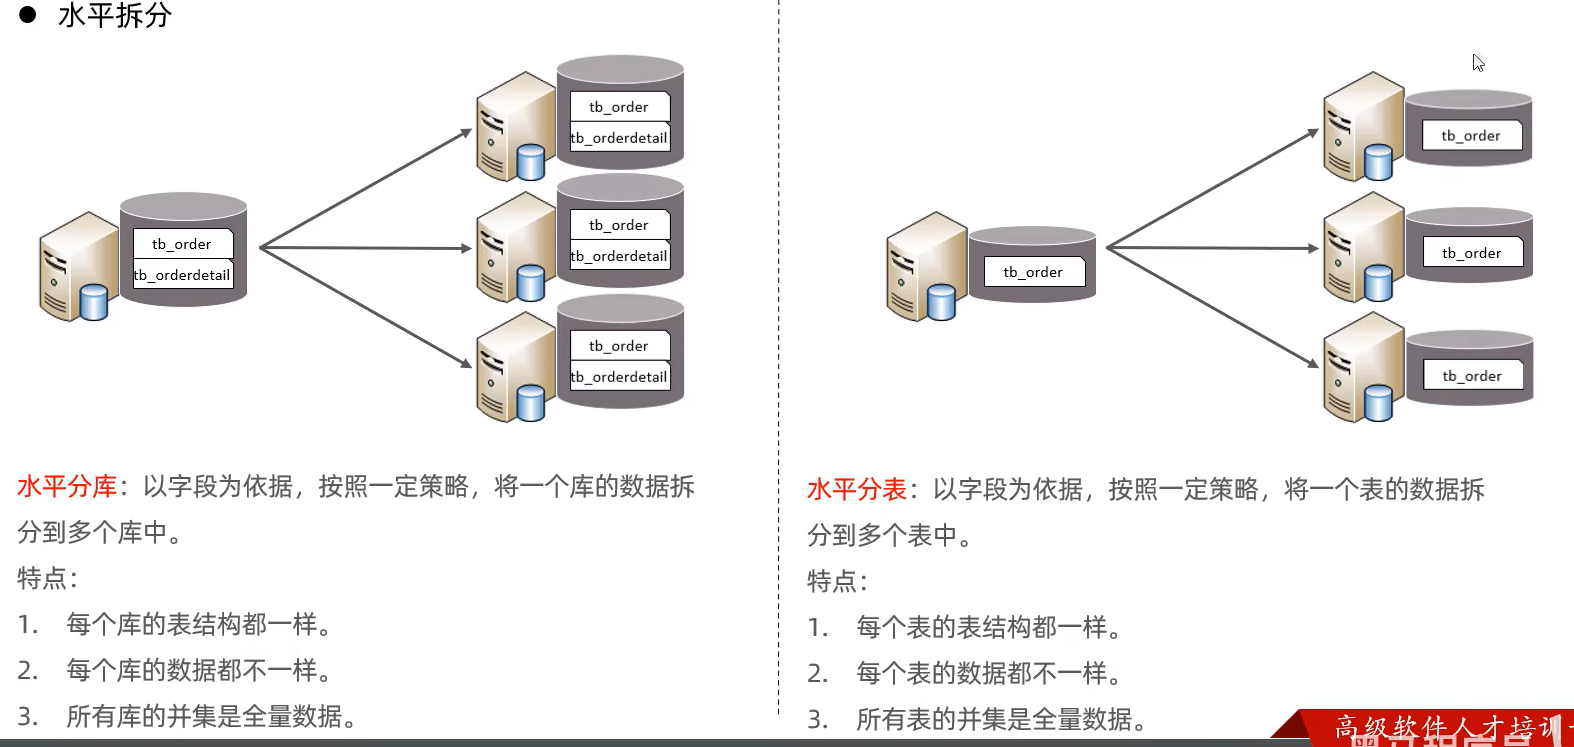 ● 水平拆分
tb_order
tb_orderdetail
tb_order
tb_orderdetail
tb_order
tb_orderdetail
tb_order
tb_orderdetail
水平分库：以字段为依据，按照一定策略，将一个库的数据拆
分到多个库中。
特点：
1. 每个库的表结构都一样。
2. 每个库的数据都不一样。
3. 所有库的并集是全量数据。
tb_order
tb_order
tb_order
tb_order
水平分表：以字段为依据，按照一定策略，将一个表的数据拆
分到多个表中。
特点：
1. 每个表的表结构都一样。
2. 每个表的数据都不一样。
3. 所有表的并集是全量数据。
高级软件人才培训